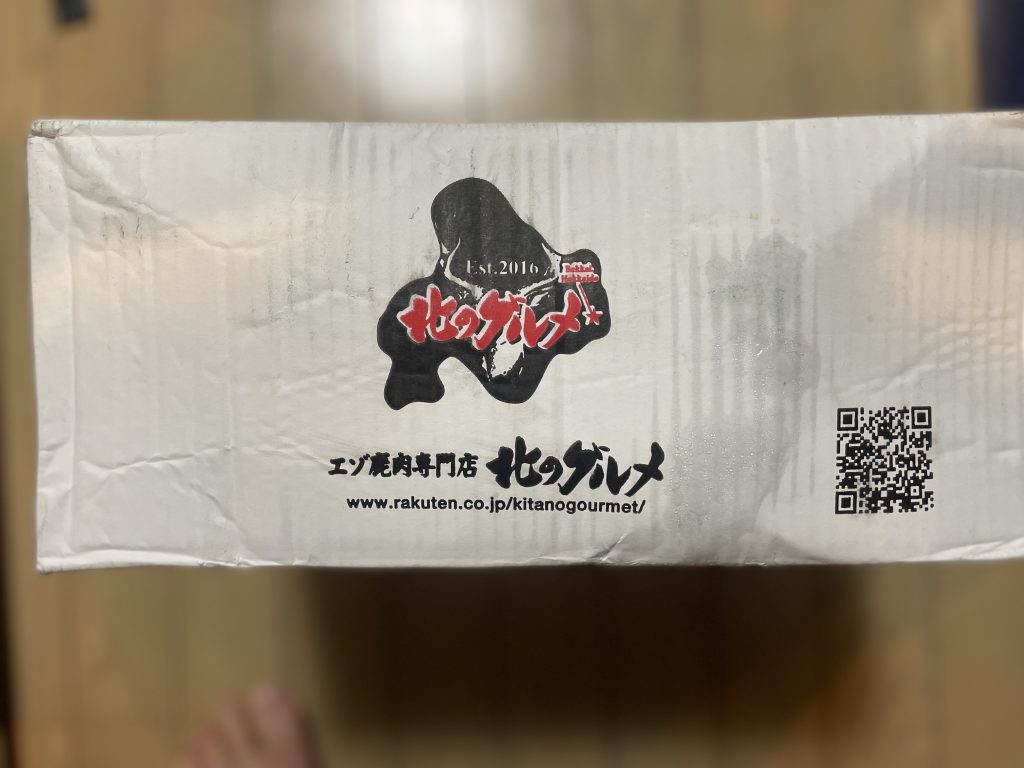 Est.2016
Bekkai
Hokkaido
北のグルメ
エゾ鹿肉専門店 北のグルメ
www.rakuten.co.jp/kitanogourmet/